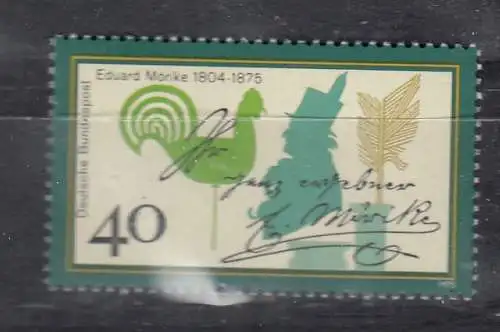 Eduard Mörike 1804-1875
Deutsche Bundespost
Ihr
ganz ergebner
E. Mörike
40